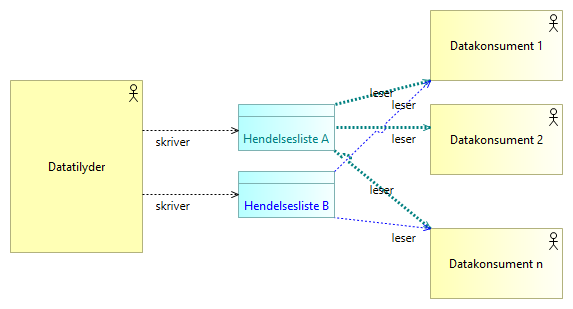 Datakonsument 1
leser
leser
Hendelsesliste A
skriver
leser
Datakonsument 2
Datatilyder
leser
skriver
Hendelsesliste B
leser
Datakonsument n